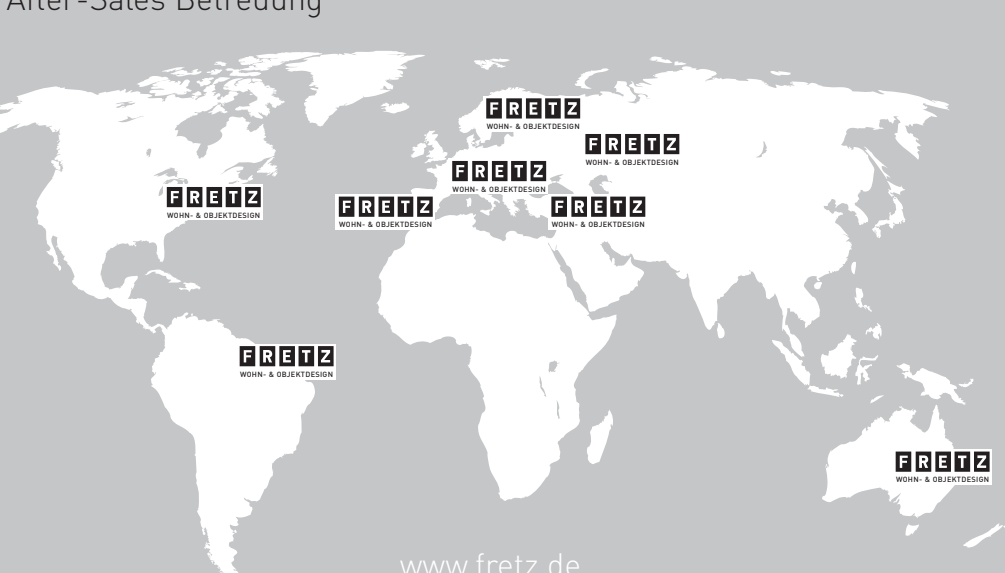 After-Sales Betreuung
FRETZ
WOHN- & OBJEKTDESIGN
FRETZ
WOHN- & OBJEKTDESIGN
FRETZ
WOHN- & OBJEKTDESIGN
FRETZ
WOHN- & OBJEKTDESIGN
FRETZ
WOHN- & OBJEKTDESIGN
FRETZ
WOHN- & OBJEKTDESIGN
FRETZ
WOHN- & OBJEKTDESIGN
FRETZ
WOHN- & OBJEKTDESIGN
www.fretz.de